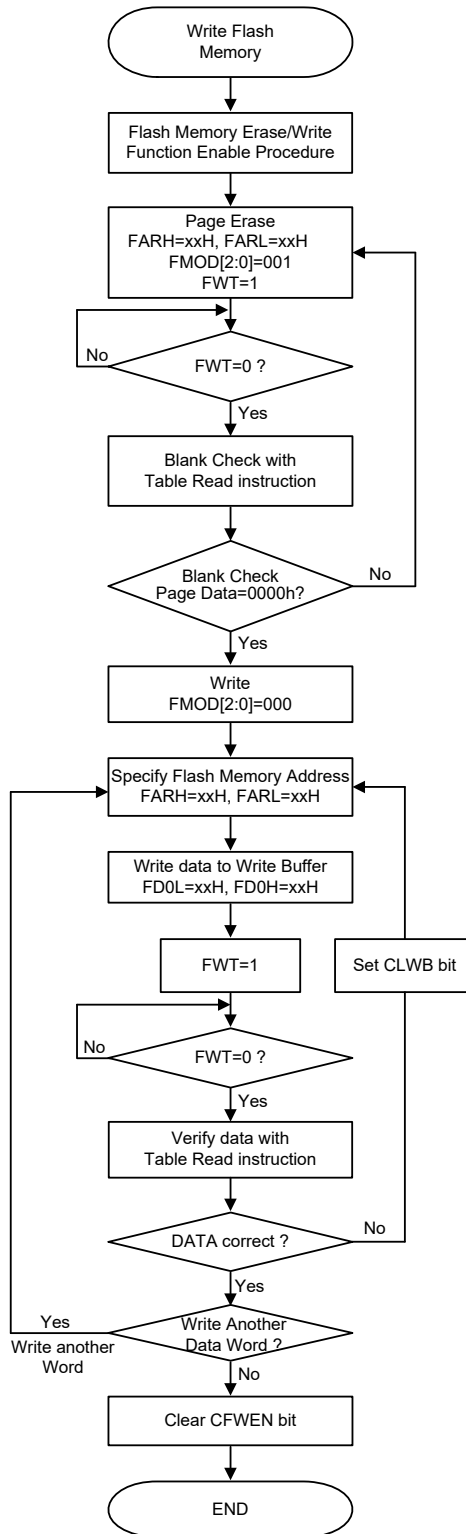 Write Flash
Memory
Flash Memory Erase/Write
Function Enable Procedure
Page Erase
FARH=xxH, FARL=xxH
FMOD[2:0]=001
FWT=1
No
FWT=0 ?
Yes
Blank Check with
Table Read instruction
Blank Check
Page Data=0000h?
No
Yes
Write
FMOD[2:0]=000
Specify Flash Memory Address
FARH=xxH, FARL=xxH
Write data to Write Buffer
FD0L=xxH, FD0H=xxH
FWT=1
Set CLWB bit
No
FWT=0 ?
Yes
Verify data with
Table Read instruction
DATA correct ?
No
Yes
Write Another
Data Word ?
Yes
Write another
Word
No
Clear CFWEN bit
END